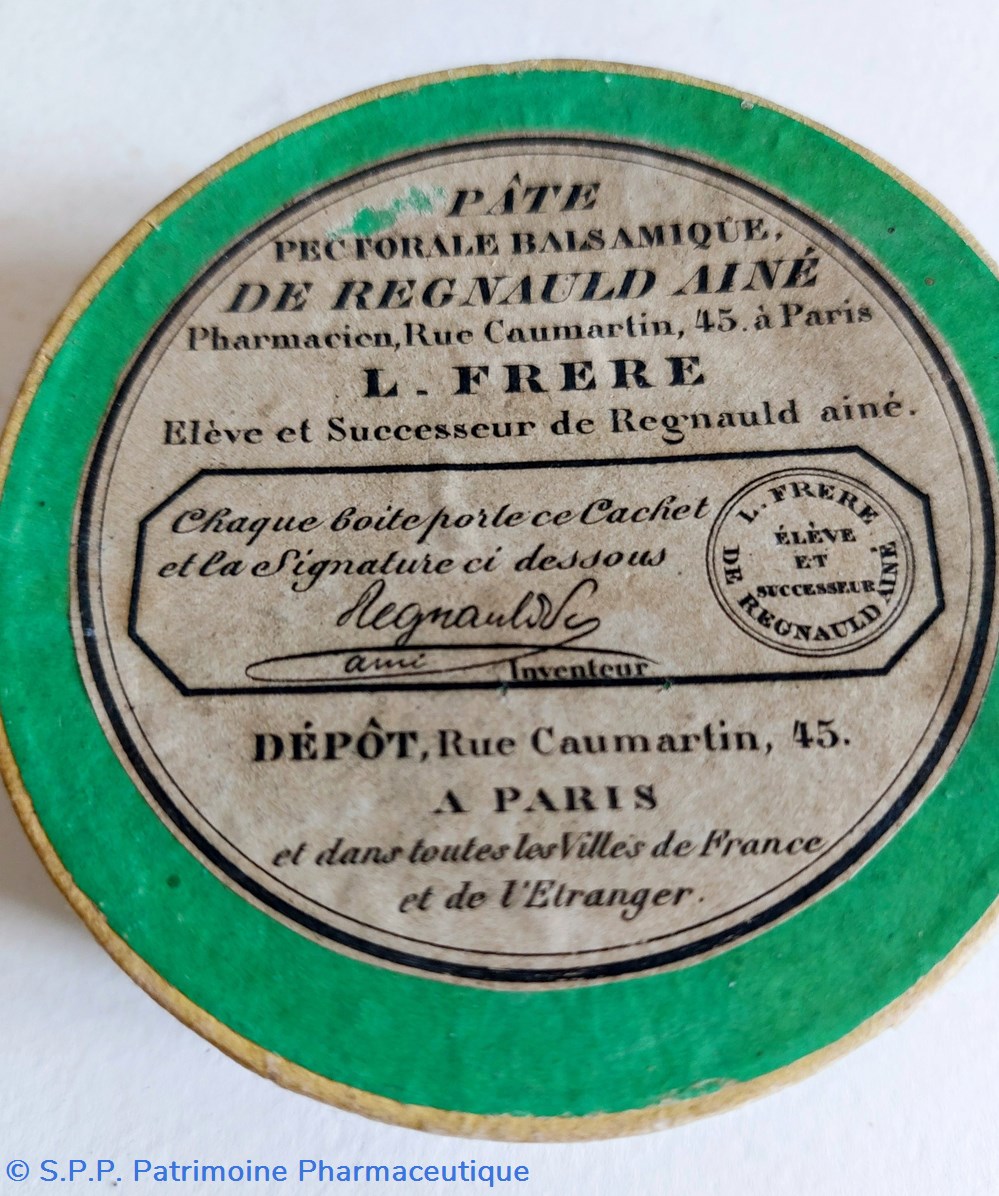 PÂTE
PECTORALE BALSAMIQUE,
DE REGNAULD AINÉ
Pharmacien, Rue Caumartin, 45. à Paris
L. FRERE
Elève et Successeur de Regnauld ainé.
Chaque boite porte ce Cachet
et la Signature ci dessous
Regnauld
ainé
Inventeur
L. FRERE
ÉLÈVE
ET
SUCCESSEUR
DE REGNAULD AINÉ
DÉPÔT, Rue Caumartin, 45.
A PARIS
et dans toutes les Villes de France
et de l'Etranger.
© S.P.P. Patrimoine Pharmaceutique